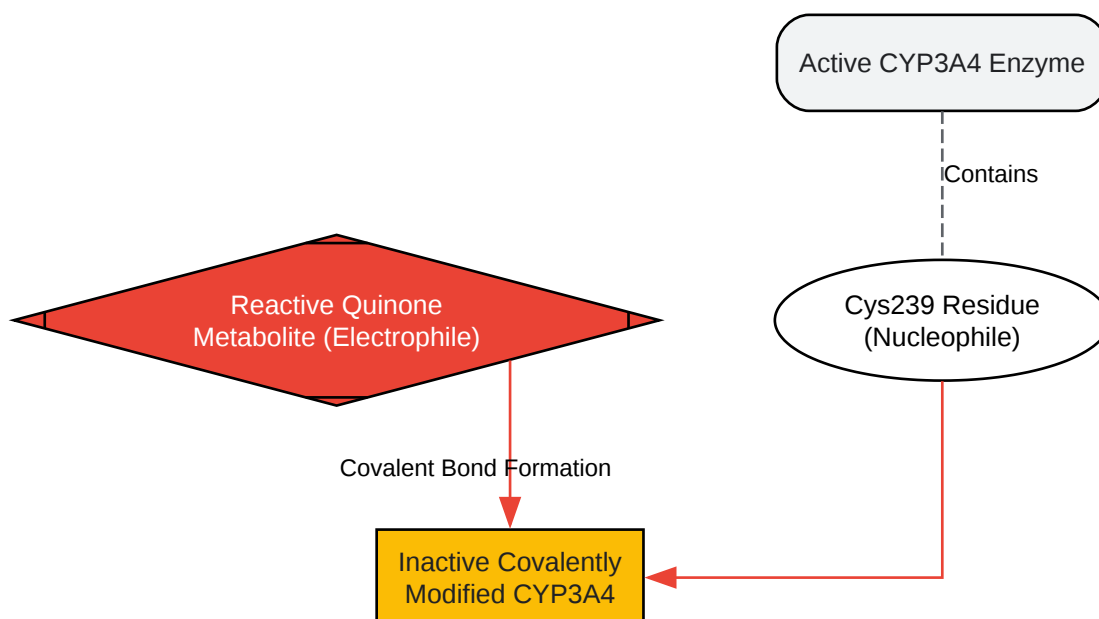 Active CYP3A4 Enzyme
Contains
Reactive Quinone
Metabolite (Electrophile)
Cys239 Residue
(Nucleophile)
Covalent Bond Formation
Inactive Covalently
Modified CYP3A4